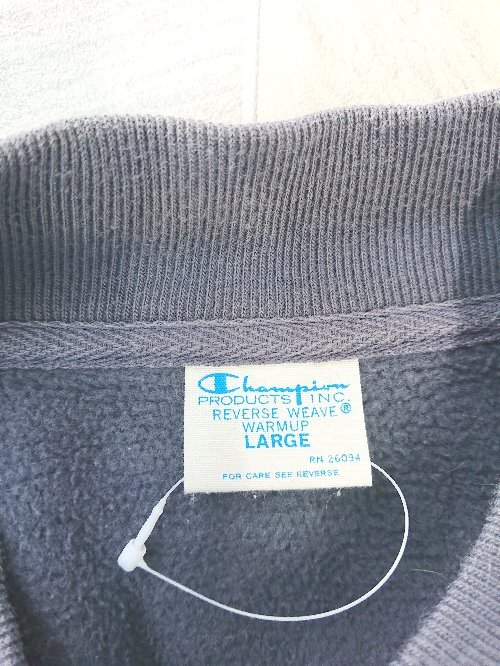 Champion
PRODUCTS INC.
REVERSE WEAVE®
WARMUP
LARGE
RN 26094
FOR CARE SEE REVERSE